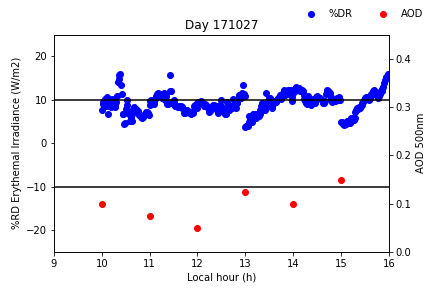 %DR AOD
Day 171027
%RD Erythemal Irradiance (W/m2)
20
10
0
−10
−20
0.4
0.3
0.2
0.1
0.0
AOD 500nm
9 10 11 12 13 14 15 16
Local hour (h)